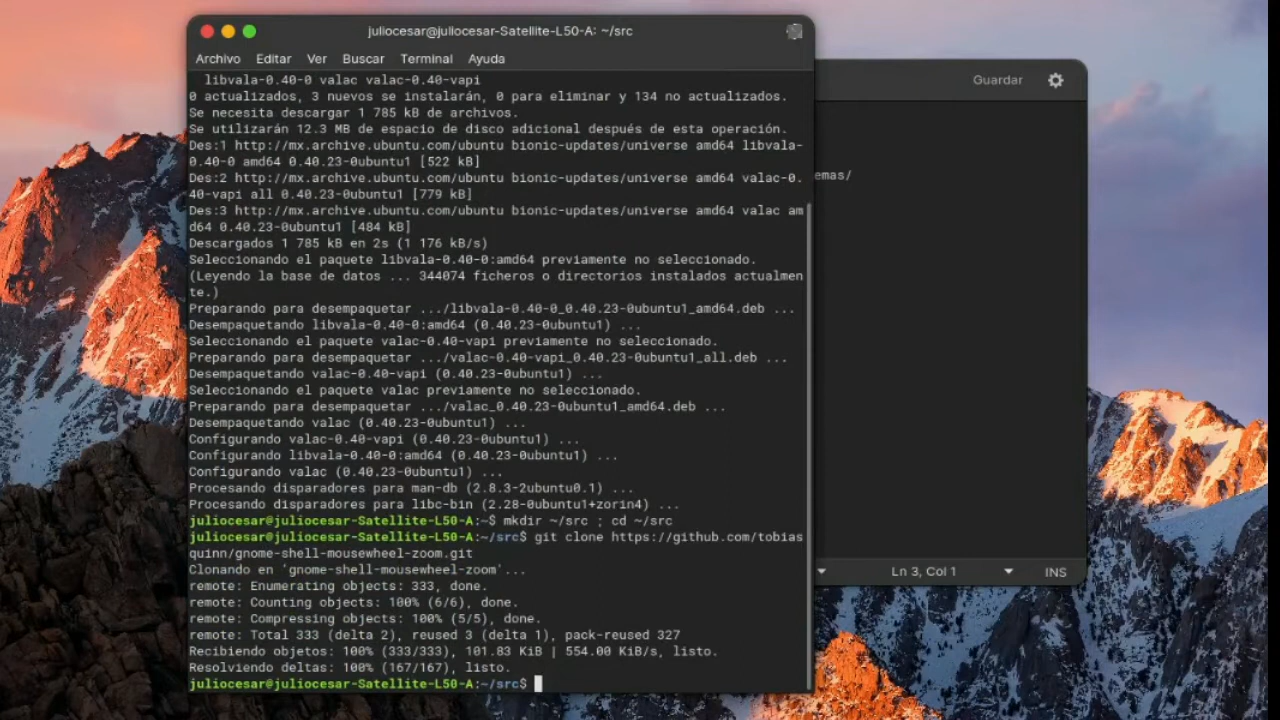 juliocesar@juliocesar-Satellite-L50-A: ~/src
Archivo Editar Ver Buscar Terminal Ayuda
libvala-0.40-0 valac valac-0.40-vapi
0 actualizados, 3 nuevos se instalarán, 0 para eliminar y 134 no actualizados.
Se necesita descargar 1 785 kB de archivos.
Se utilizarán 12.3 MB de espacio de disco adicional después de esta operación.
Des:1 http://mx.archive.ubuntu.com/ubuntu bionic-updates/universe amd64 libvala-
0.40-0 amd64 0.40.23-0ubuntu1 [522 kB]
Des:2 http://mx.archive.ubuntu.com/ubuntu bionic-updates/universe amd64 valac-0.
40-vapi all 0.40.23-0ubuntu1 [779 kB]
Des:3 http://mx.archive.ubuntu.com/ubuntu bionic-updates/universe amd64 valac am
d64 0.40.23-0ubuntu1 [484 kB]
Descargados 1 785 kB en 2s (1 176 kB/s)
Seleccionando el paquete libvala-0.40-0:amd64 previamente no seleccionado.
(Leyendo la base de datos ... 344074 ficheros o directorios instalados actualmen
te.)
Preparando para desempaquetar .../libvala-0.40-0_0.40.23-0ubuntu1_amd64.deb ...
Desempaquetando libvala-0.40-0:amd64 (0.40.23-0ubuntu1) ...
Seleccionando el paquete valac-0.40-vapi previamente no seleccionado.
Preparando para desempaquetar .../valac-0.40-vapi_0.40.23-0ubuntu1_all.deb ...
Desempaquetando valac-0.40-vapi (0.40.23-0ubuntu1) ...
Seleccionando el paquete valac previamente no seleccionado.
Preparando para desempaquetar .../valac_0.40.23-0ubuntu1_amd64.deb ...
Desempaquetando valac (0.40.23-0ubuntu1) ...
Configurando valac-0.40-vapi (0.40.23-0ubuntu1) ...
Configurando libvala-0.40-0:amd64 (0.40.23-0ubuntu1) ...
Configurando valac (0.40.23-0ubuntu1) ...
Procesando disparadores para man-db (2.8.3-2ubuntu0.1) ...
Procesando disparadores para libc-bin (2.28-0ubuntu1+zorin4) ...
juliocesar@juliocesar-Satellite-L50-A:~$ mkdir ~/src ; cd ~/src
juliocesar@juliocesar-Satellite-L50-A:~/src$ git clone https://github.com/tobias
quinn/gnome-shell-mousewheel-zoom.git
Clonando en 'gnome-shell-mousewheel-zoom'...
remote: Enumerating objects: 333, done.
remote: Counting objects: 100% (6/6), done.
remote: Compressing objects: 100% (5/5), done.
remote: Total 333 (delta 2), reused 3 (delta 1), pack-reused 327
Recibiendo objetos: 100% (333/333), 101.83 KiB | 554.00 KiB/s, listo.
Resolviendo deltas: 100% (167/167), listo.
juliocesar@juliocesar-Satellite-L50-A:~/src$
Guardar
emas/
Ln 3, Col 1 INS